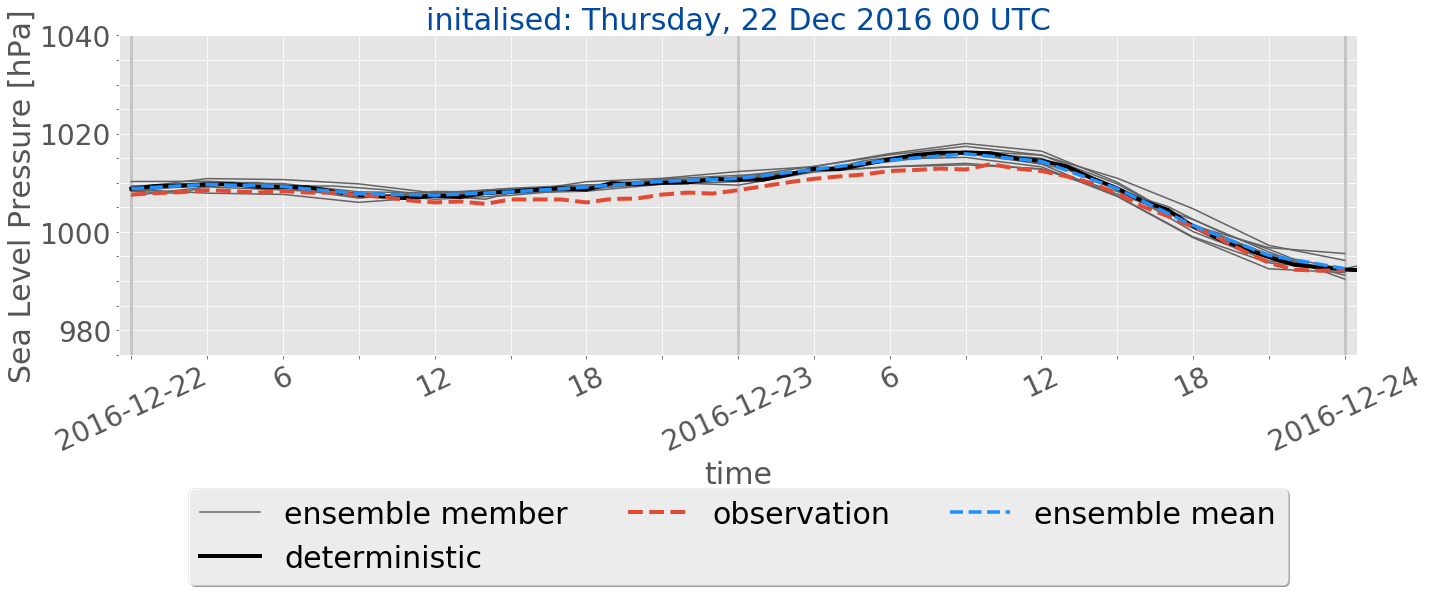 initalised: Thursday, 22 Dec 2016 00 UTC
Sea Level Pressure [hPa]
1040
1020
1000
980
2016-12-22 6 12 18 2016-12-23 6 12 18 2016-12-24
time
ensemble member observation ensemble mean
deterministic